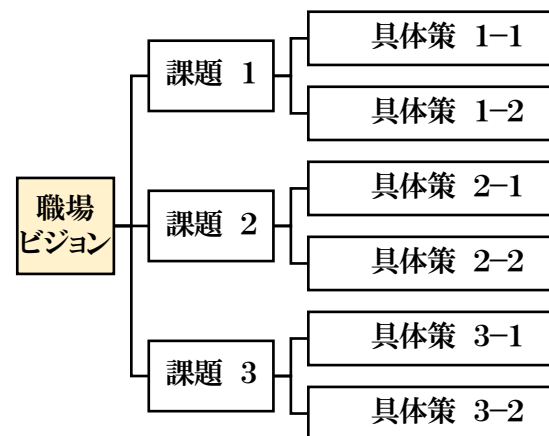 職場
ビジョン
課題 1
具体策 1−1
具体策 1−2
課題 2
具体策 2−1
具体策 2−2
課題 3
具体策 3−1
具体策 3−2